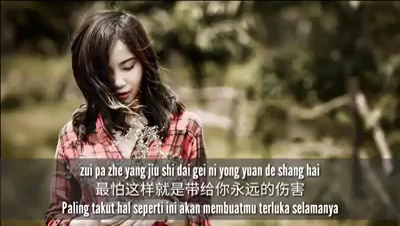 zui pa zhe yang jiu shi dai gei ni yong yuan de shang hai
最怕这样就是带给你永远的伤害
Paling takut hal seperti ini akan membuatmu terluka selamanya